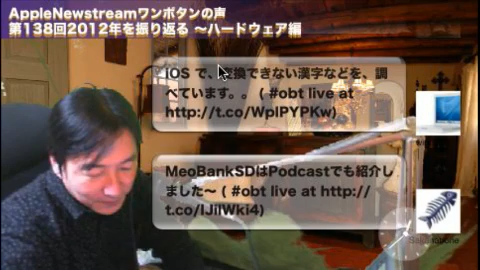 AppleNewstreamワンボタンの声
第138回2012年を振り返る ～ハードウェア編
iOS で、変換できない漢字などを、調
べています。。 ( #obt live at
http://t.co/WplPYPKw)
MeoBankSDはPodcastでも紹介し
ました～ ( #obt live at http://
t.co/IJilWki4)